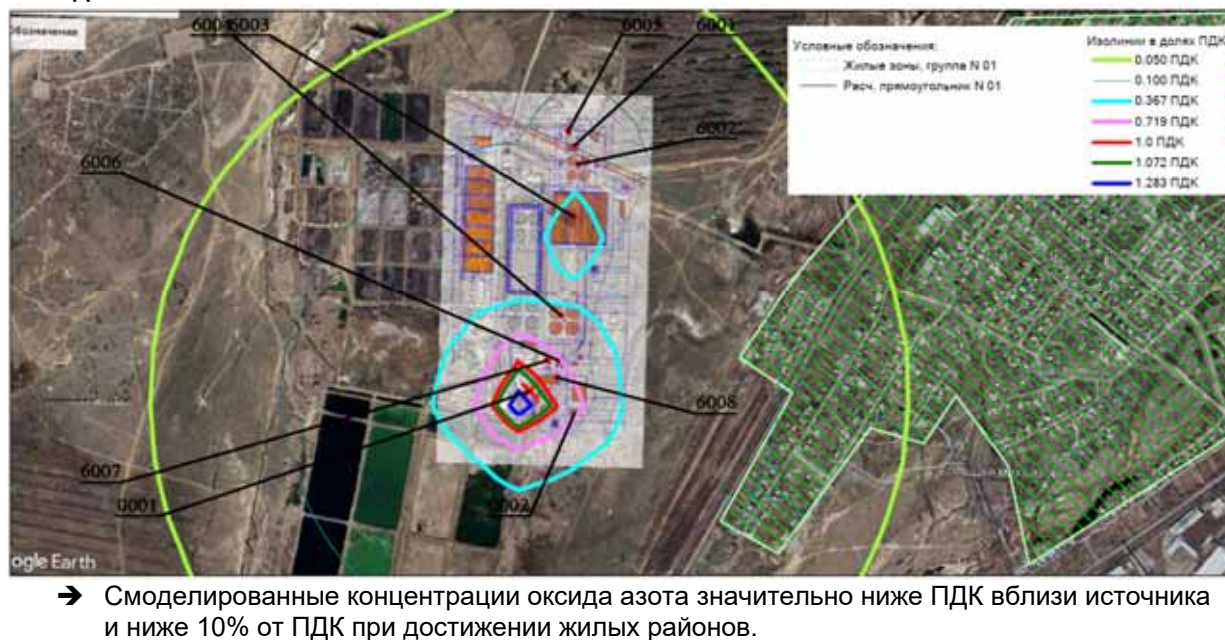 Обозначения
6004 6003
6005
6001
6002
6006
6008
6007
0001
0002
Условные обозначения:
Жилые зоны, группа N 01
Расч. прямоугольник N 01
Изолинии в долях ПДК
0.050 ПДК
0.100 ПДК
0.367 ПДК
0.719 ПДК
1.0 ПДК
1.072 ПДК
1.283 ПДК
ogle Earth
➔ Смоделированные концентрации оксида азота значительно ниже ПДК вблизи источника
и ниже 10% от ПДК при достижении жилых районов.